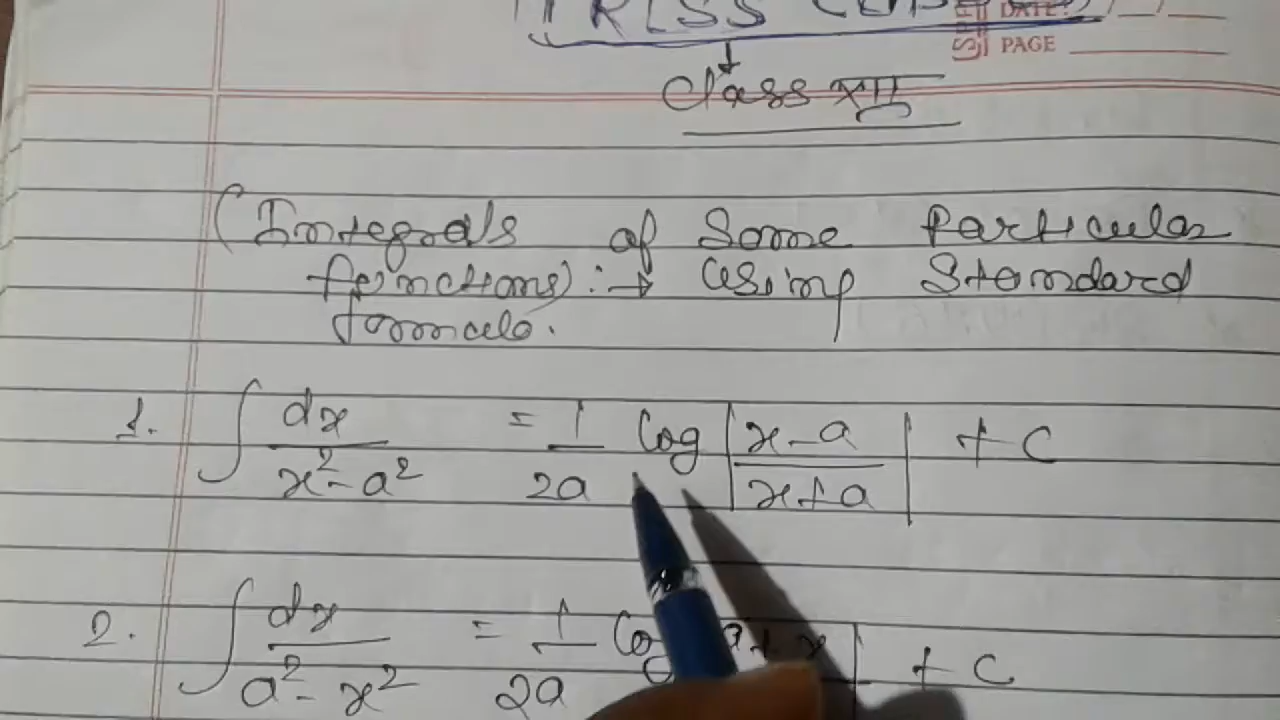 DATE:
PAGE
Class XII
(Integrals of Some Particular
functions) :→ Using Standard
formula.
1. ∫ dx / x² - a² = 1 / 2a log | x - a / x + a | + C
2. ∫ dx / a² - x² = 1 / 2a log a + x | + C